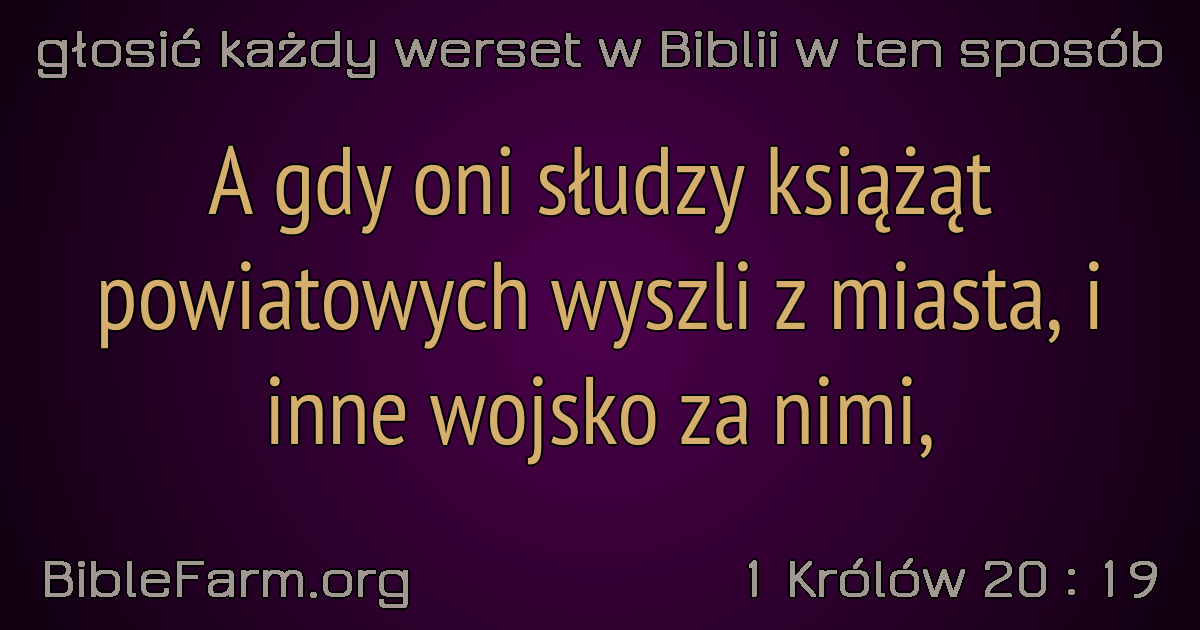 głosić każdy werset w Biblii w ten sposób
A gdy oni słudzy książąt
powiatowych wyszli z miasta, i
inne wojsko za nimi,
BibleFarm.org
1 Królów 20 : 19